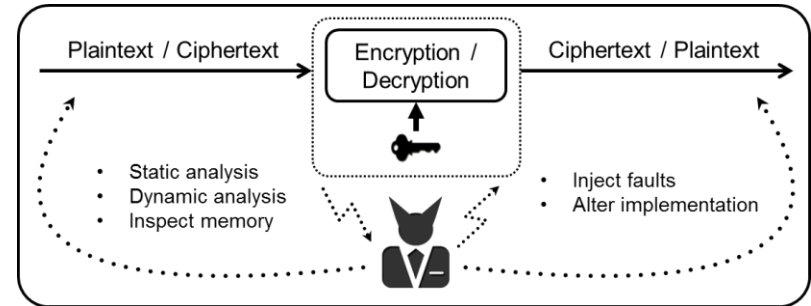 Plaintext / Ciphertext
Encryption /
Decryption
Ciphertext / Plaintext
• Static analysis
• Dynamic analysis
• Inspect memory
• Inject faults
• Alter implementation